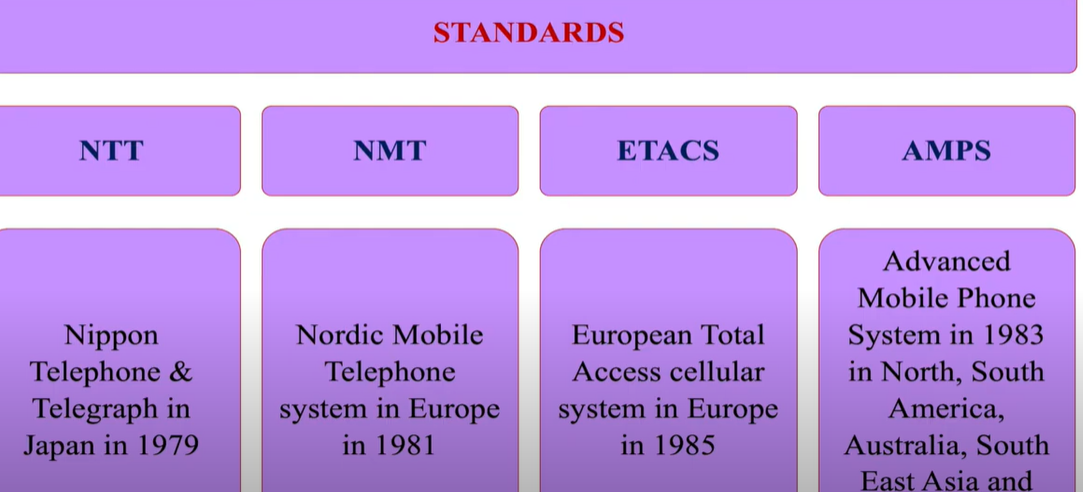 STANDARDS
NTT
NMT
ETACS
AMPS
Nippon
Telephone &
Telegraph in
Japan in 1979
Nordic Mobile
Telephone
system in Europe
in 1981
European Total
Access cellular
system in Europe
in 1985
Advanced
Mobile Phone
System in 1983
in North, South
America,
Australia, South
East Asia and